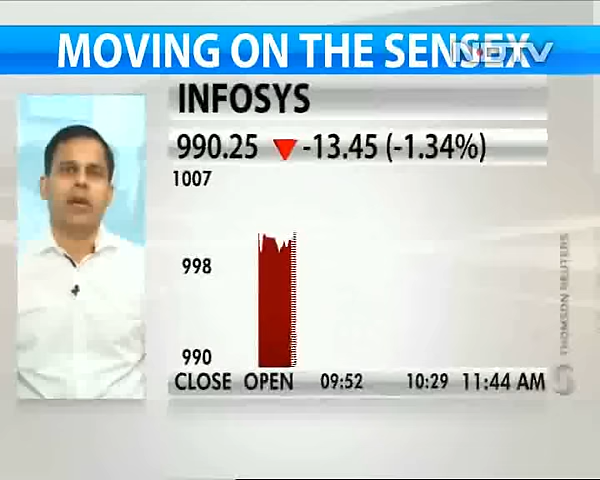 MOVING ON THE SENSEX
NDTV
INFOSYS
990.25 ▼ -13.45 (-1.34%)
1007
998
990
CLOSE OPEN 09:52 10:29 11:44 AM
THOMSON REUTERS